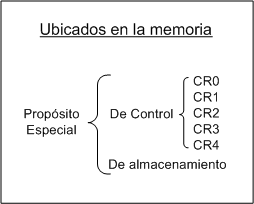 Ubicados en la memoria
Propósito
Especial
De Control
CR0
CR1
CR2
CR3
CR4
De almacenamiento